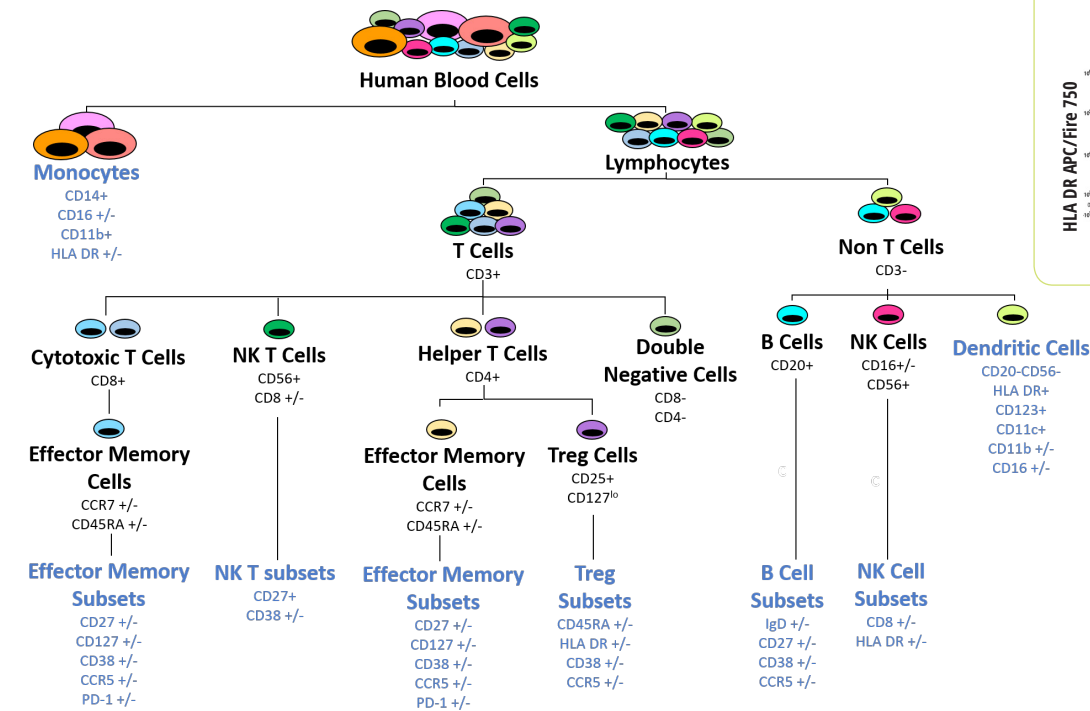 Human Blood Cells
Monocytes
CD14+
CD16 +/-
CD11b+
HLA DR +/-
Lymphocytes
T Cells
CD3+
Non T Cells
CD3-
Cytotoxic T Cells
CD8+
NK T Cells
CD56+
CD8 +/-
Helper T Cells
CD4+
Double
Negative Cells
CD8-
CD4-
B Cells
CD20+
NK Cells
CD16+/-
CD56+
Dendritic Cells
CD20-CD56-
HLA DR+
CD123+
CD11c+
CD11b +/-
CD16 +/-
Effector Memory
Cells
CCR7 +/-
CD45RA +/-
Effector Memory
Cells
CCR7 +/-
CD45RA +/-
Treg Cells
CD25+
CD127lo
Effector Memory
Subsets
CD27 +/-
CD127 +/-
CD38 +/-
CCR5 +/-
PD-1 +/-
NK T subsets
CD27+
CD38 +/-
Effector Memory
Subsets
CD27 +/-
CD127 +/-
CD38 +/-
CCR5 +/-
PD-1 +/-
Treg
Subsets
CD45RA +/-
HLA DR +/-
CD38 +/-
CCR5 +/-
B Cell
Subsets
IgD +/-
CD27 +/-
CD38 +/-
CCR5 +/-
NK Cell
Subsets
CD8 +/-
HLA DR +/-
C
C
HLA DR APC/Fire 750